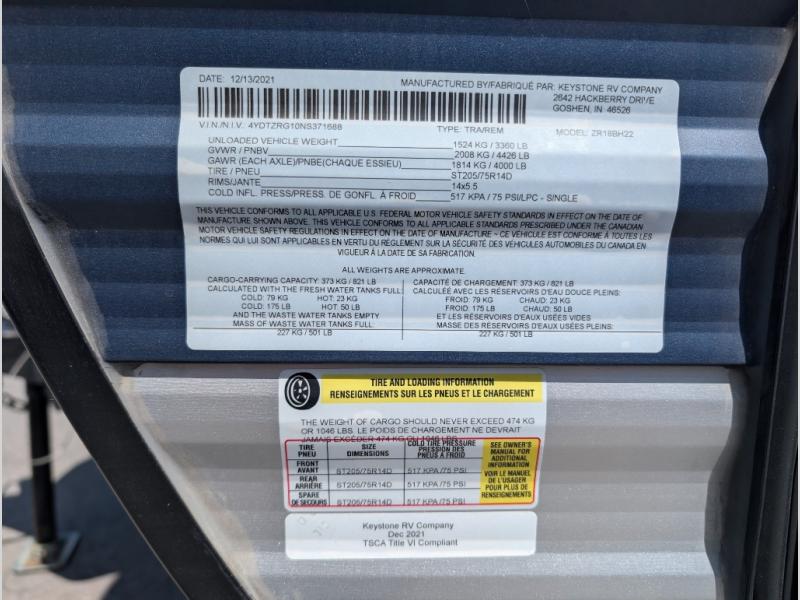 DATE: 12/13/2021
MANUFACTURED BY/FABRIQUÉ PAR: KEYSTONE RV COMPANY
2642 HACKBERRY DRIVE
GOSHEN, IN 46526
V.I.N./N.I.V. 4YDTZRG10NS371688 TYPE: TRA/REM MODEL: ZR18BH22
UNLOADED VEHICLE WEIGHT 1524 KG / 3360 LB
GVWR / PNBV 2008 KG / 4426 LB
GAWR (EACH AXLE)/PNBE(CHAQUE ESSIEU) 1814 KG / 4000 LB
TIRE / PNEU ST205/75R14D
RIMS/JANTE 14x5.5
COLD INFL. PRESS/PRESS. DE GONFL. À FROID 517 KPA / 75 PSI/LPC - SINGLE
THIS VEHICLE CONFORMS TO ALL APPLICABLE U.S. FEDERAL MOTOR VEHICLE SAFETY STANDARDS IN EFFECT ON THE DATE OF
MANUFACTURE SHOWN ABOVE. THIS VEHICLE CONFORMS TO ALL APPLICABLE STANDARDS PRESCRIBED UNDER THE CANADIAN
MOTOR VEHICLE SAFETY REGULATIONS IN EFFECT ON THE DATE OF MANUFACTURE ~ CE VÉHICULE EST CONFORME À TOUTES LES
NORMES QUI LUI SONT APPLICABLES EN VERTU DU RÉGLEMENT SUR LA SÉCURITÉ DES VÉHICULES AUTOMOBILES DU CANADA EN
VIGUEUR À LA DATE DE SA FABRICATION.
ALL WEIGHTS ARE APPROXIMATE.
CARGO-CARRYING CAPACITY: 373 KG / 821 LB
CALCULATED WITH THE FRESH WATER TANKS FULL:
COLD: 79 KG HOT: 23 KG
COLD: 175 LB HOT: 50 LB
AND THE WASTE WATER TANKS EMPTY
MASS OF WASTE WATER TANKS FULL:
227 KG / 501 LB
CAPACITÉ DE CHARGEMENT: 373 KG / 821 LB
CALCULÉE AVEC LES RÉSERVOIRS D'EAU DOUCE PLEINS:
FROID: 79 KG CHAUD: 23 KG
FROID: 175 LB CHAUD: 50 LB
ET LES RÉSERVOIRS D'EAUX USÉES VIDES
MASSE DES RÉSERVOIRS D'EAUX USÉES PLEINS:
227 KG / 501 LB
TIRE AND LOADING INFORMATION
RENSEIGNEMENTS SUR LES PNEUS ET LE CHARGEMENT
THE WEIGHT OF CARGO SHOULD NEVER EXCEED 474 KG
OR 1046 LBS. LE POIDS DE CHARGEMENT NE DEVRAIT
JAMAIS EXCÉDER 474 KG OU 1046 LBS
TIRE
PNEU
SIZE
DIMENSIONS
COLD TIRE PRESSURE
PRESSION DES
PNEUS À FROID
FRONT
AVANT
ST205/75R14D
517 KPA /75 PSI
REAR
ARRIÈRE
ST205/75R14D
517 KPA /75 PSI
SPARE
DE SECOURS
ST205/75R14D
517 KPA /75 PSI
SEE OWNER'S
MANUAL FOR
ADDITIONAL
INFORMATION
VOIR LE MANUEL
DE L'USAGER
POUR PLUS DE
RENSEIGNEMENTS
Keystone RV Company
Dec 2021
TSCA Title VI Compliant